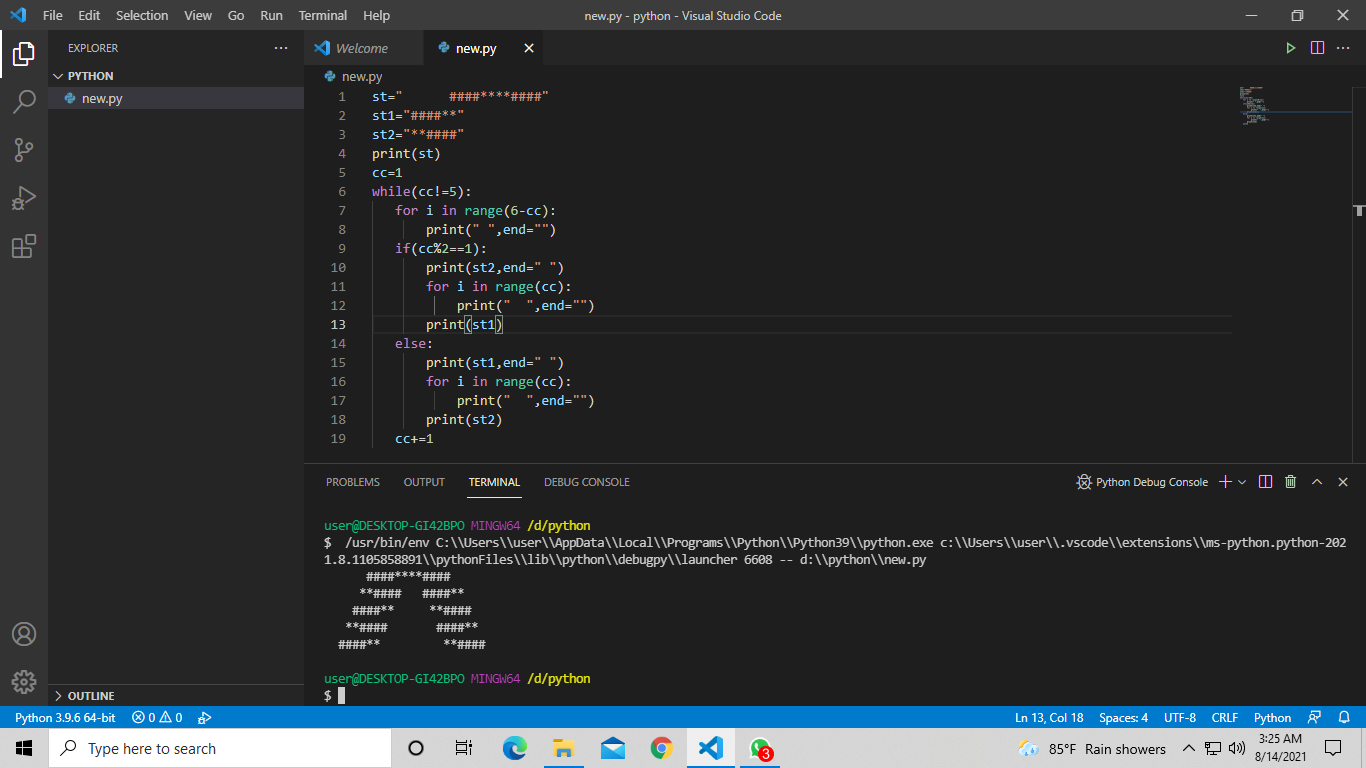 File Edit Selection View Go Run Terminal Help
new.py - python - Visual Studio Code
EXPLORER
PYTHON
new.py
OUTLINE
Welcome
new.py
new.py
1 st="      ####****####"
2 st1="####**"
3 st2="**####"
4 print(st)
5 cc=1
6 while(cc!=5):
7    for i in range(6-cc):
8        print(" ",end="")
9    if(cc%2==1):
10        print(st2,end=" ")
11        for i in range(cc):
12            print("  ",end="")
13        print(st1)
14    else:
15        print(st1,end=" ")
16        for i in range(cc):
17            print("  ",end="")
18        print(st2)
19    cc+=1
PROBLEMS OUTPUT TERMINAL DEBUG CONSOLE
Python Debug Console
user@DESKTOP-GI42BPO MINGW64 /d/python
$  /usr/bin/env C:\\Users\\user\\AppData\\Local\\Programs\\Python\\Python39\\python.exe c:\\Users\\user\\.vscode\\extensions\\ms-python.python-202
1.8.1105858891\\pythonFiles\\lib\\python\\debugpy\\launcher 6608 -- d:\\python\\new.py
      ####****####
     **####   ####**
    ####**     **####
   **####       ####**
  ####**         **####
user@DESKTOP-GI42BPO MINGW64 /d/python
$
Python 3.9.6 64-bit 0 0
Ln 13, Col 18 Spaces: 4 UTF-8 CRLF Python
Type here to search
3
85°F Rain showers
3:25 AM
8/14/2021